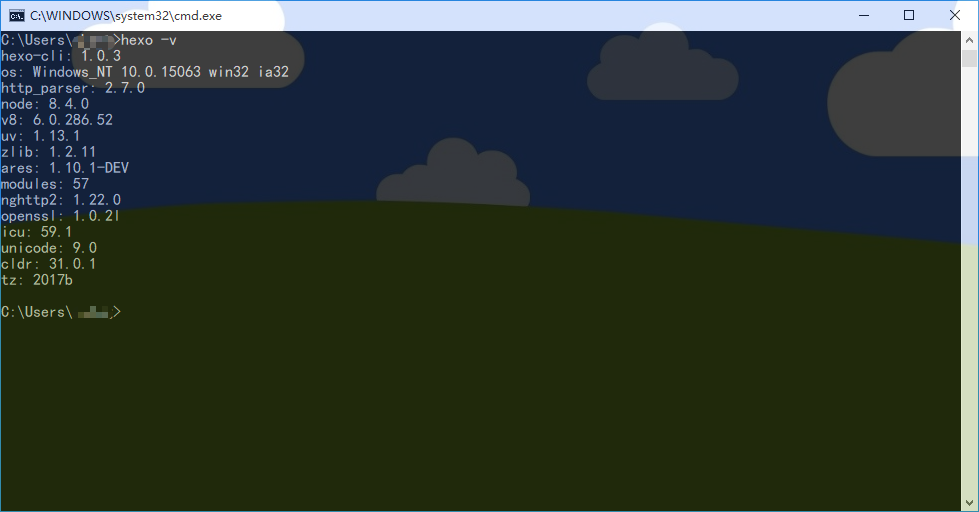 C:\WINDOWS\system32\cmd.exe
C:\Users\ >hexo -v
hexo-cli: 1.0.3
os: Windows_NT 10.0.15063 win32 ia32
http_parser: 2.7.0
node: 8.4.0
v8: 6.0.286.52
uv: 1.13.1
zlib: 1.2.11
ares: 1.10.1-DEV
modules: 57
nghttp2: 1.22.0
openssl: 1.0.2l
icu: 59.1
unicode: 9.0
cldr: 31.0.1
tz: 2017b
C:\Users\ >